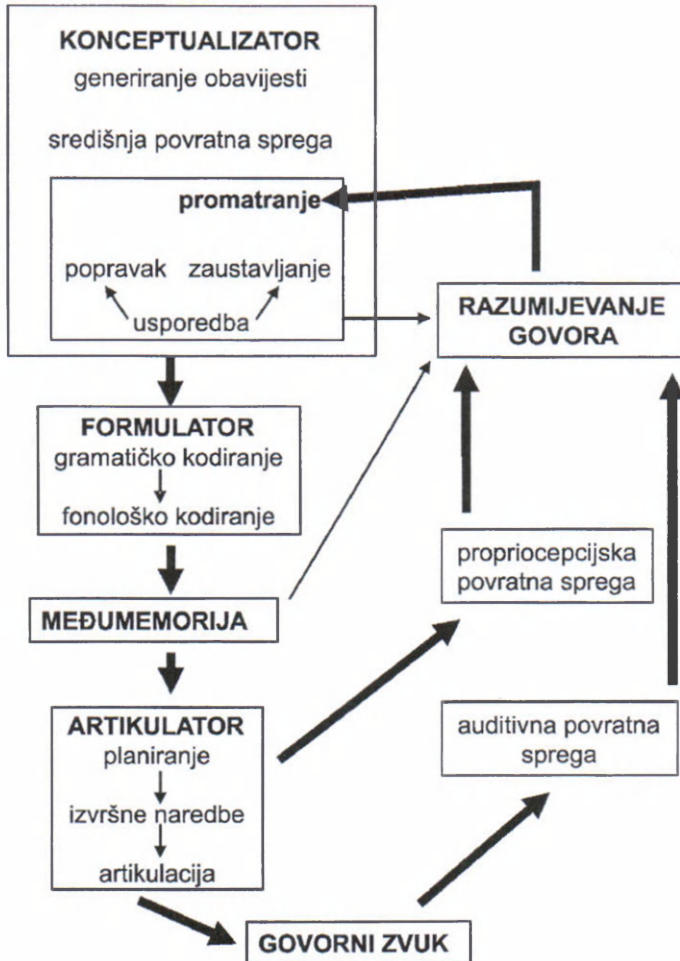 KONCEPTUALIZATOR
generiranje obavijesti
središnja povratna sprega
promatranje
popravak zaustavljanje
usporedba
RAZUMIJEVANJE
GOVORA
FORMULATOR
gramatičko kodiranje
fonološko kodiranje
propriocepcijska
povratna sprega
MEĐUMEMORIJA
ARTIKULATOR
planiranje
izvršne naredbe
artikulacija
auditivna povratna
sprega
GOVORNI ZVUK